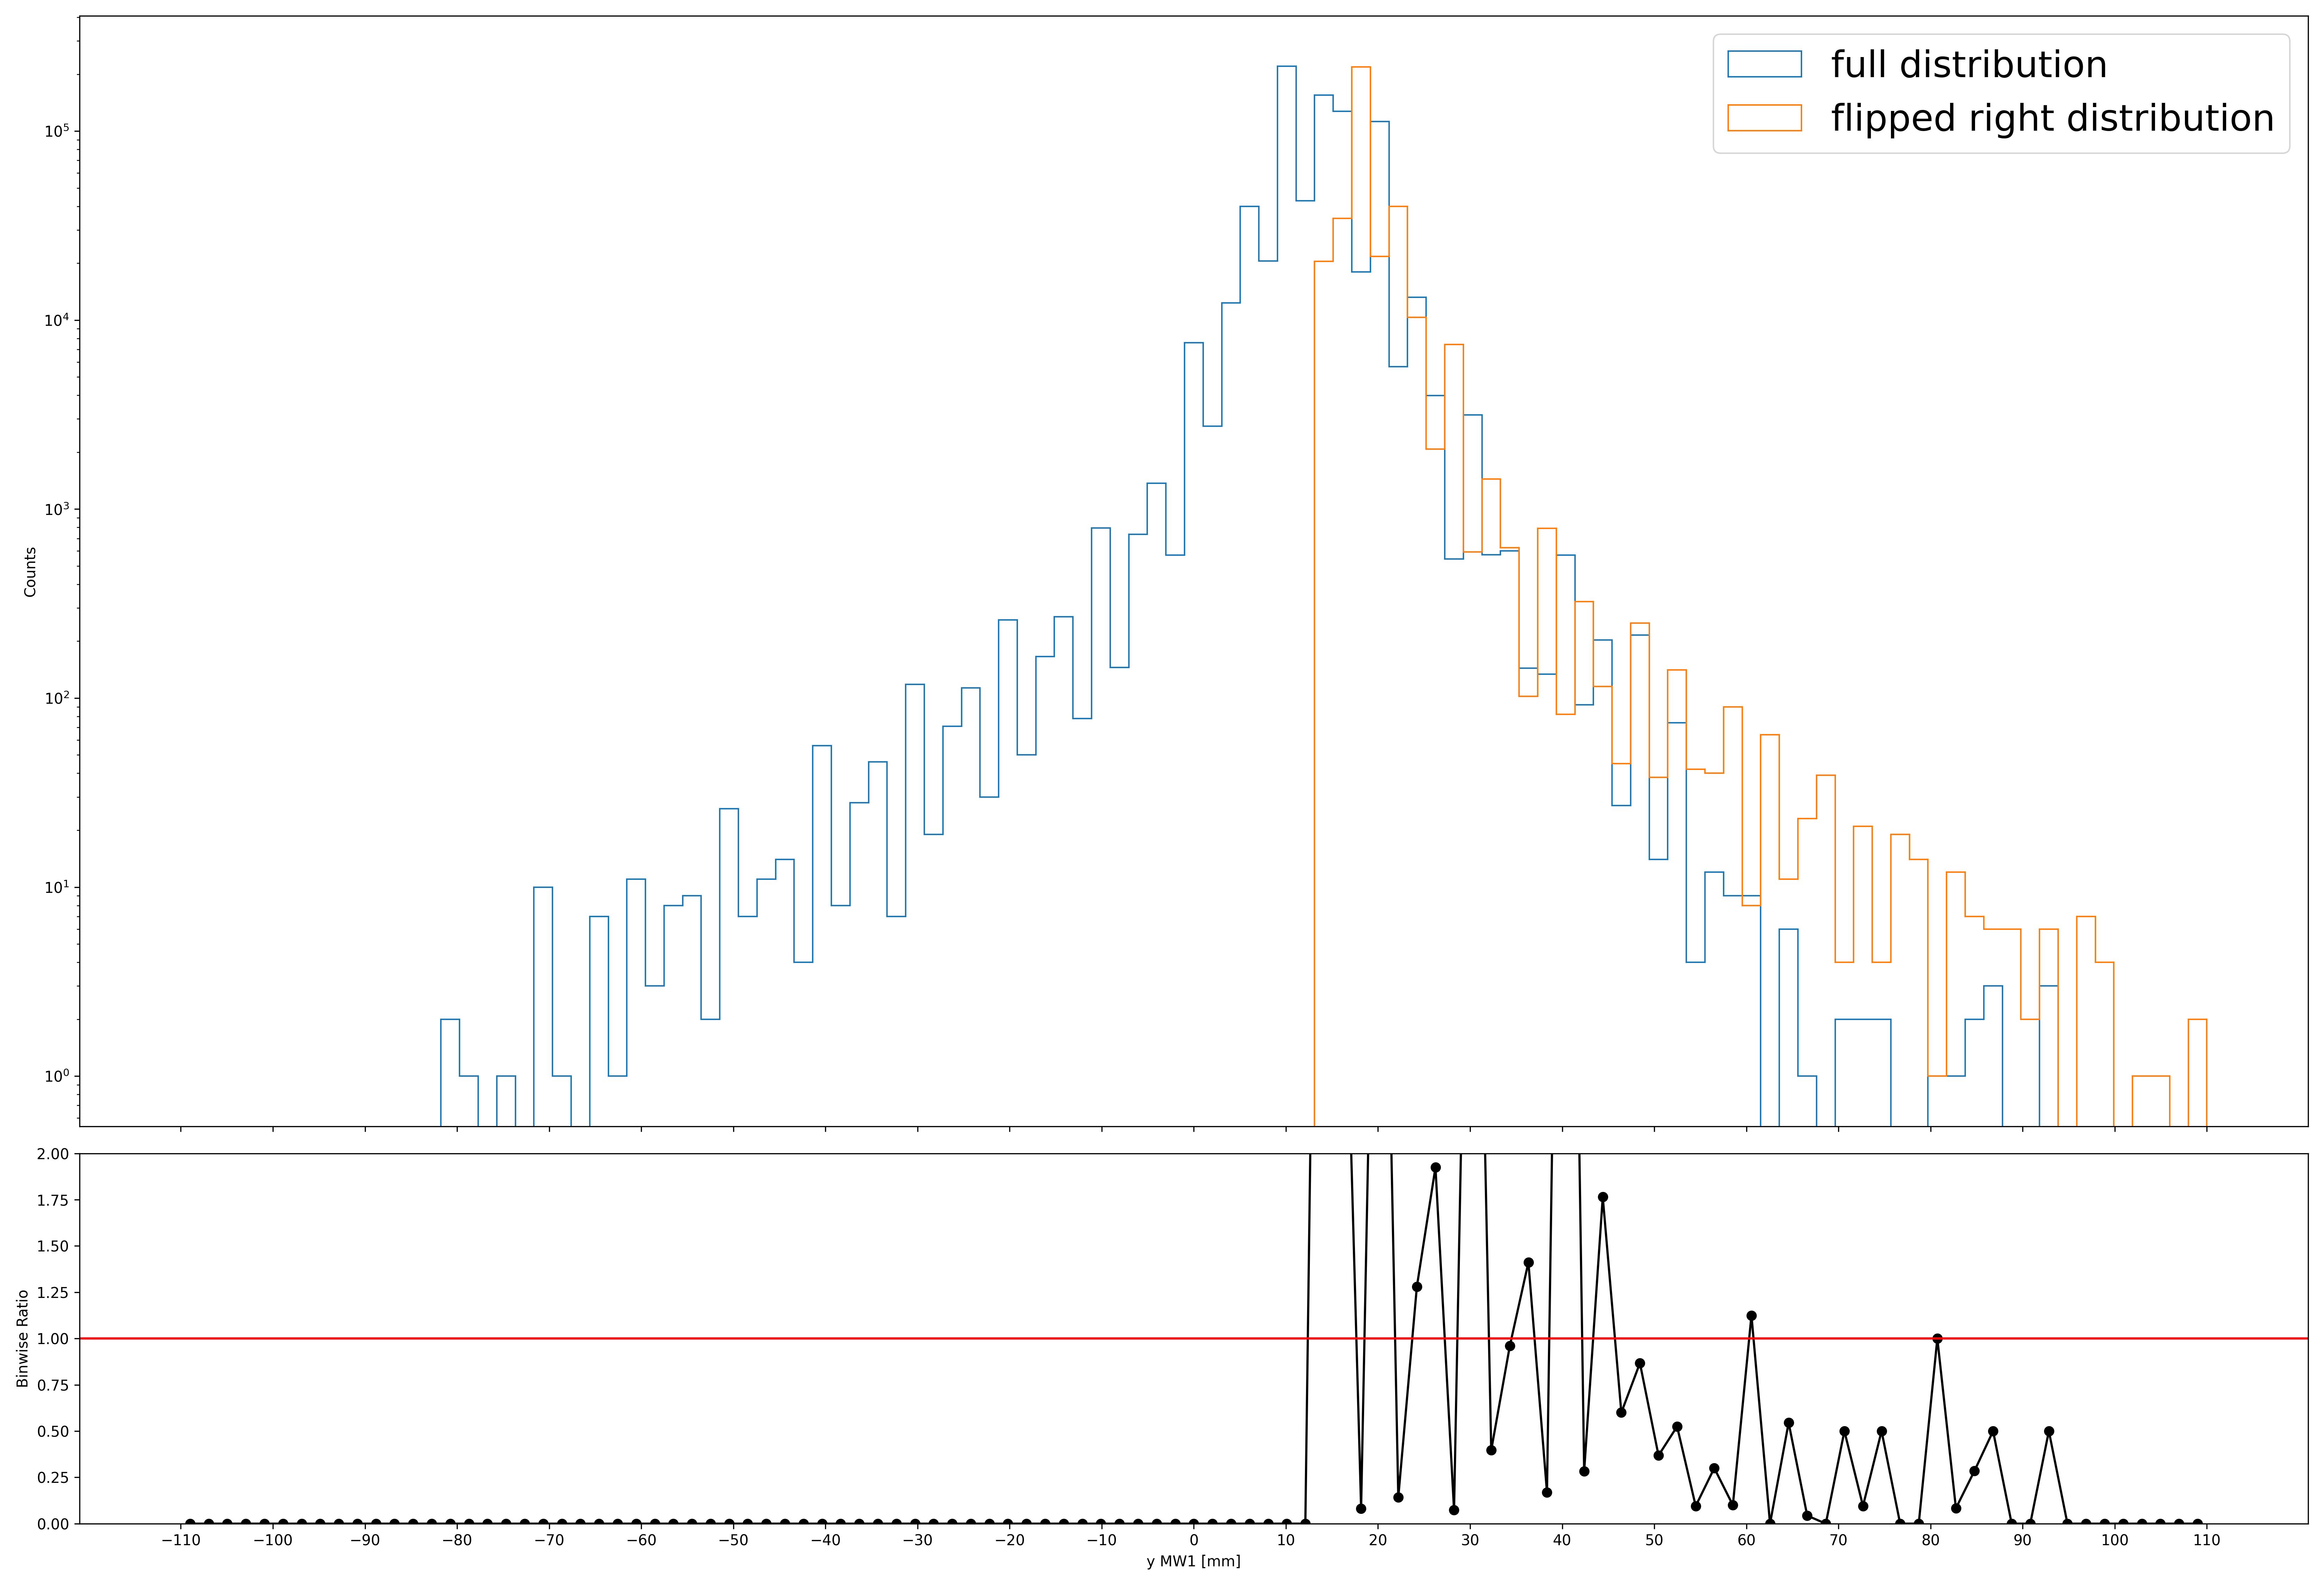 full distribution
flipped right distribution
10⁵
10⁴
10³
10²
10¹
10⁰
Counts
2.00
1.75
1.50
1.25
1.00
0.75
0.50
0.25
0.00
Binwise Ratio
−110 −100 −90 −80 −70 −60 −50 −40 −30 −20 −10 0 10 20 30 40 50 60 70 80 90 100 110
y MW1 [mm]